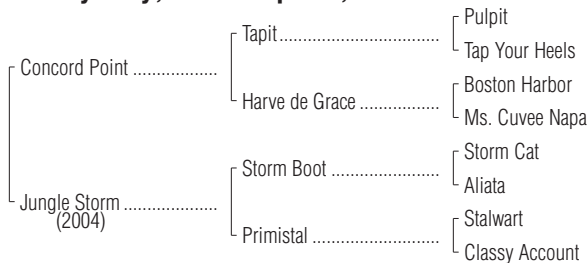 Pulpit
Tapit
Tap Your Heels
Concord Point
Boston Harbor
Harve de Grace
Ms. Cuvee Napa
Storm Cat
Storm Boot
Aliata
Jungle Storm
(2004)
Stalwart
Primistal
Classy Account